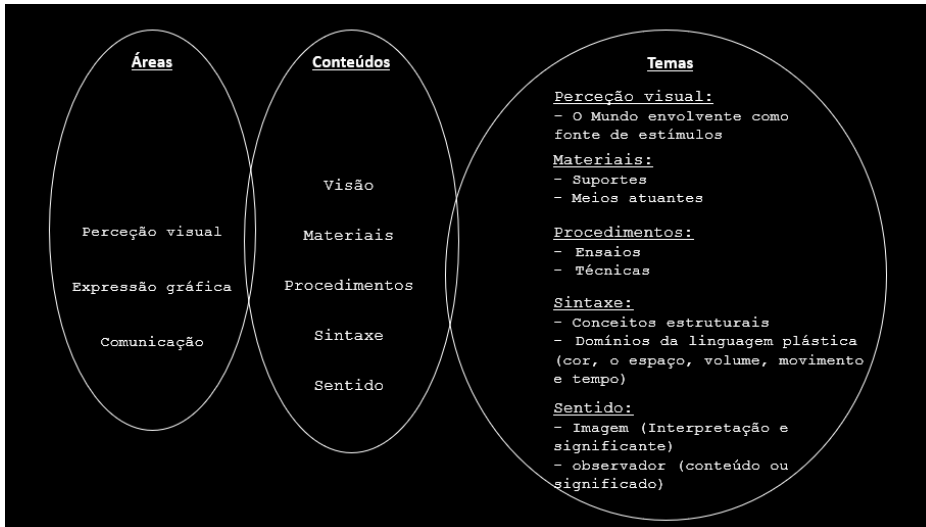 Áreas
Perceção visual
Expressão gráfica
Comunicação
Conteúdos
Visão
Materiais
Procedimentos
Sintaxe
Sentido
Temas
Perceção visual:
- O Mundo envolvente como
fonte de estímulos
Materiais:
- Suportes
- Meios atuantes
Procedimentos:
- Ensaios
- Técnicas
Sintaxe:
- Conceitos estruturais
- Domínios da linguagem plástica
(cor, o espaço, volume, movimento
e tempo)
Sentido:
- Imagem (Interpretação e
significante)
- observador (conteúdo ou
significado)